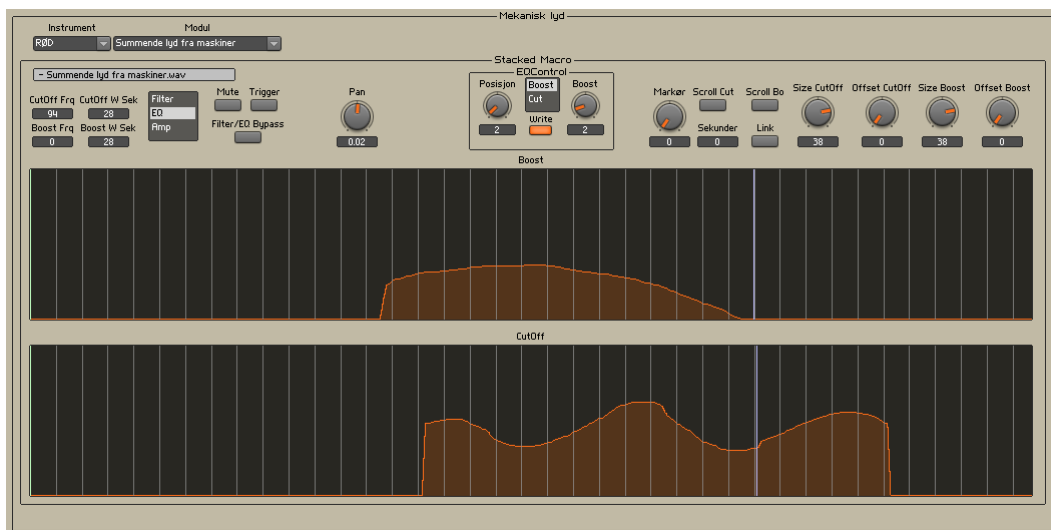 Mekanisk lyd
Instrument Modul
RØD Summende lyd fra maskiner
Stacked Macro
- Summende lyd fra maskiner.wav
EQControl
Posisjon Boost Boost
Cut
Write
2 2
CutOff Frq CutOff W Sek
94 28
Boost Frq Boost W Sek
0 28
Filter
EQ
Amp
Mute Trigger
Filter/EQ Bypass
Pan
0.02
Markør Scroll Cut Scroll Bo Size CutOff Offset CutOff Size Boost Offset Boost
Sekunder Link
0 0 38 0 38 0
Boost
CutOff